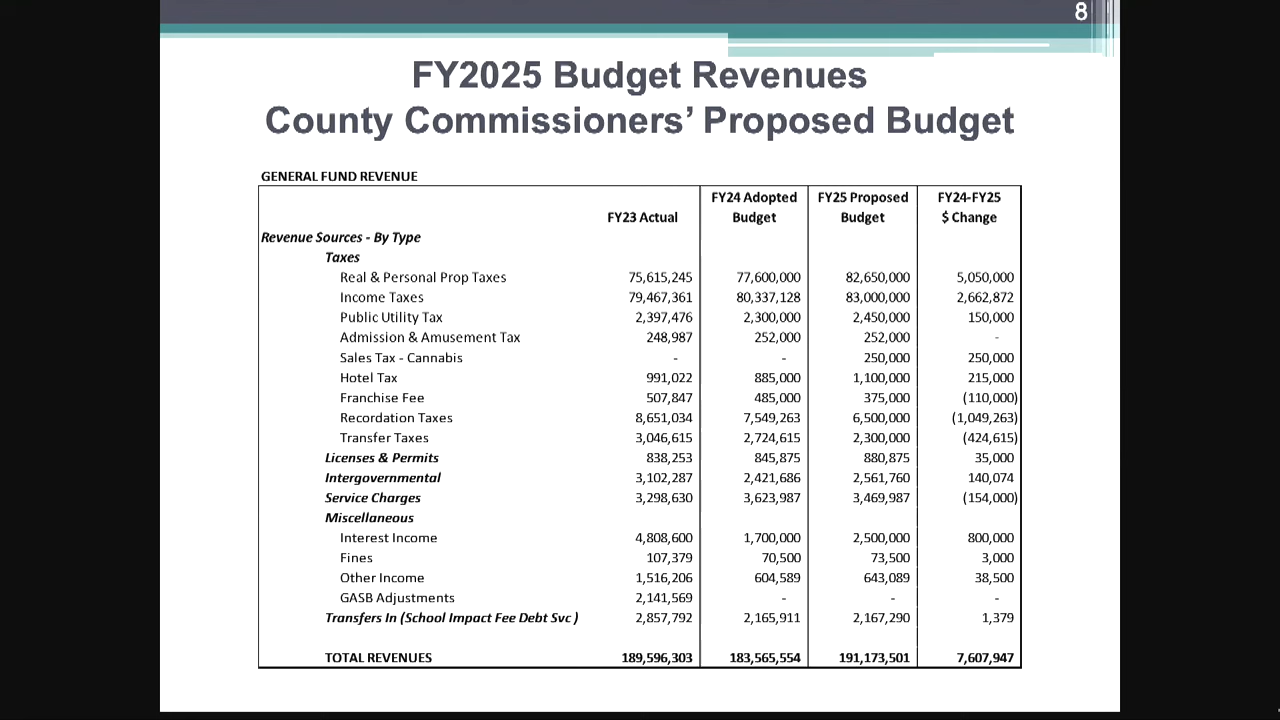 8
FY2025 Budget Revenues
County Commissioners’ Proposed Budget
GENERAL FUND REVENUE
FY23 Actual FY24 Adopted Budget FY25 Proposed Budget FY24-FY25 $ Change
Revenue Sources - By Type
Taxes
Real & Personal Prop Taxes 75,615,245 77,600,000 82,650,000 5,050,000
Income Taxes 79,467,361 80,337,128 83,000,000 2,662,872
Public Utility Tax 2,397,476 2,300,000 2,450,000 150,000
Admission & Amusement Tax 248,987 252,000 252,000 -
Sales Tax - Cannabis - - 250,000 250,000
Hotel Tax 991,022 885,000 1,100,000 215,000
Franchise Fee 507,847 485,000 375,000 (110,000)
Recordation Taxes 8,651,034 7,549,263 6,500,000 (1,049,263)
Transfer Taxes 3,046,615 2,724,615 2,300,000 (424,615)
Licenses & Permits 838,253 845,875 880,875 35,000
Intergovernmental 3,102,287 2,421,686 2,561,760 140,074
Service Charges 3,298,630 3,623,987 3,469,987 (154,000)
Miscellaneous
Interest Income 4,808,600 1,700,000 2,500,000 800,000
Fines 107,379 70,500 73,500 3,000
Other Income 1,516,206 604,589 643,089 38,500
GASB Adjustments 2,141,569 - - -
Transfers In (School Impact Fee Debt Svc ) 2,857,792 2,165,911 2,167,290 1,379
TOTAL REVENUES 189,596,303 183,565,554 191,173,501 7,607,947